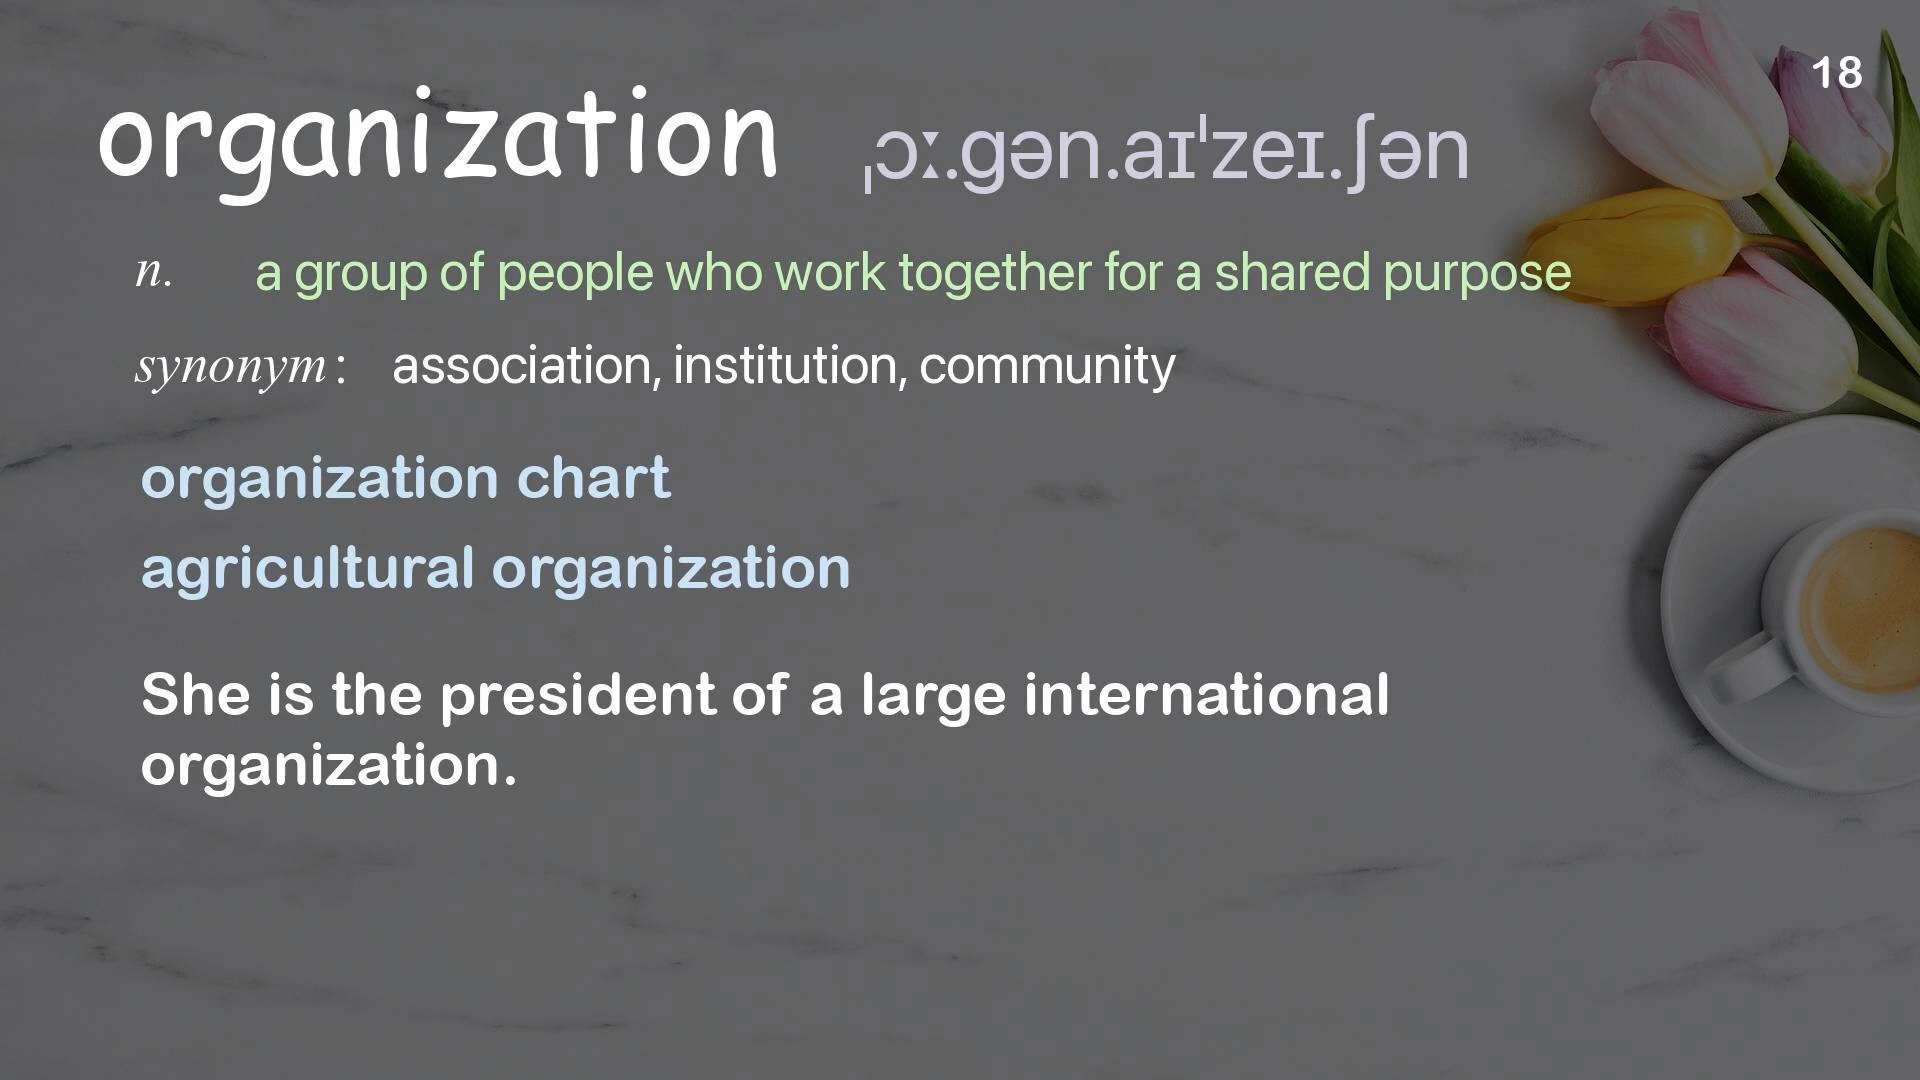 18
organization ˌɔː.gən.aɪˈzeɪ.ʃən
n. a group of people who work together for a shared purpose
synonym : association, institution, community
organization chart
agricultural organization
She is the president of a large international
organization.